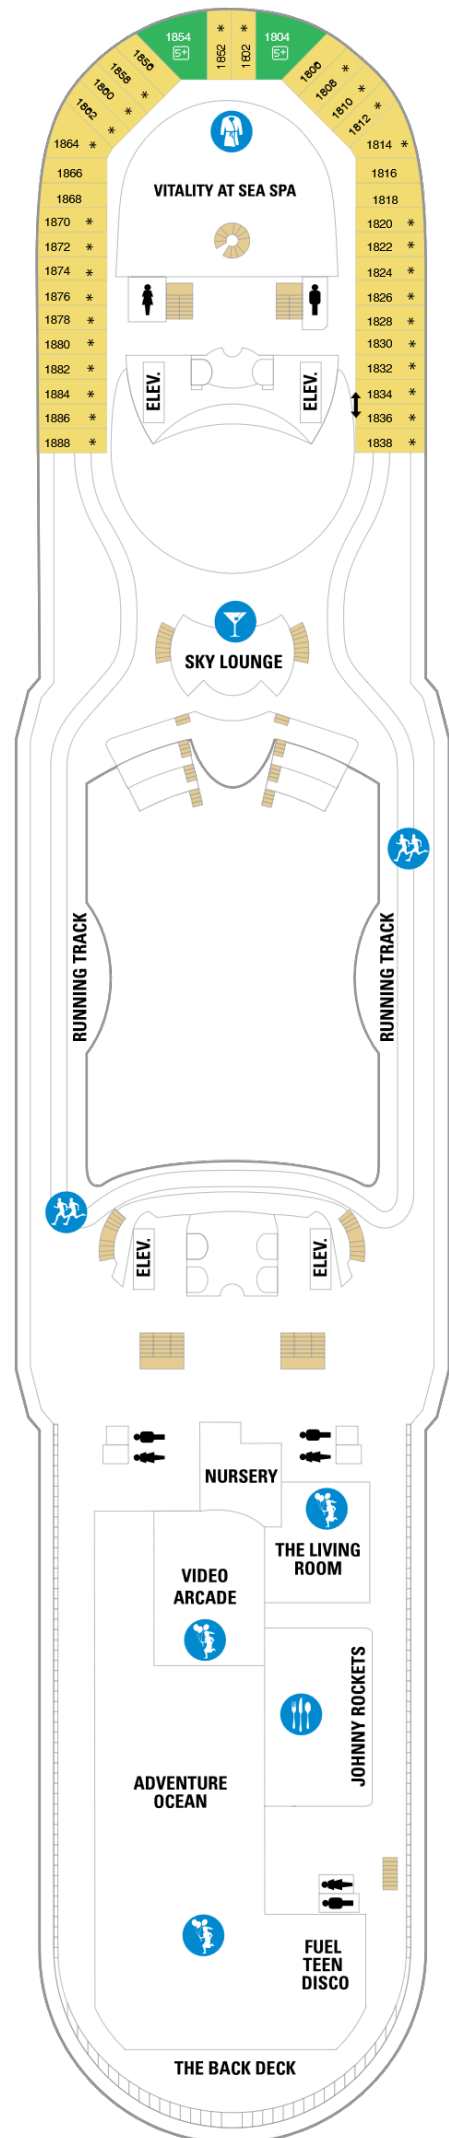 1854
5+
1852 *
1802 *
1804
5+
1856 *
1858 *
1860 *
1862 *
1864 *
1866
1868
1870 *
1872 *
1874 *
1876 *
1878 *
1880 *
1882 *
1884 *
1886 *
1888 *
1806 *
1808 *
1810 *
1812 *
1814 *
1816
1818
1820 *
1822 *
1824 *
1826 *
1828 *
1830 *
1832 *
1834 *
1836 *
1838 *
VITALITY AT SEA SPA
ELEV.
ELEV.
SKY LOUNGE
RUNNING TRACK
RUNNING TRACK
ELEV.
ELEV.
NURSERY
THE LIVING
ROOM
VIDEO
ARCADE
JOHNNY ROCKETS
ADVENTURE
OCEAN
FUEL
TEEN
DISCO
THE BACK DECK